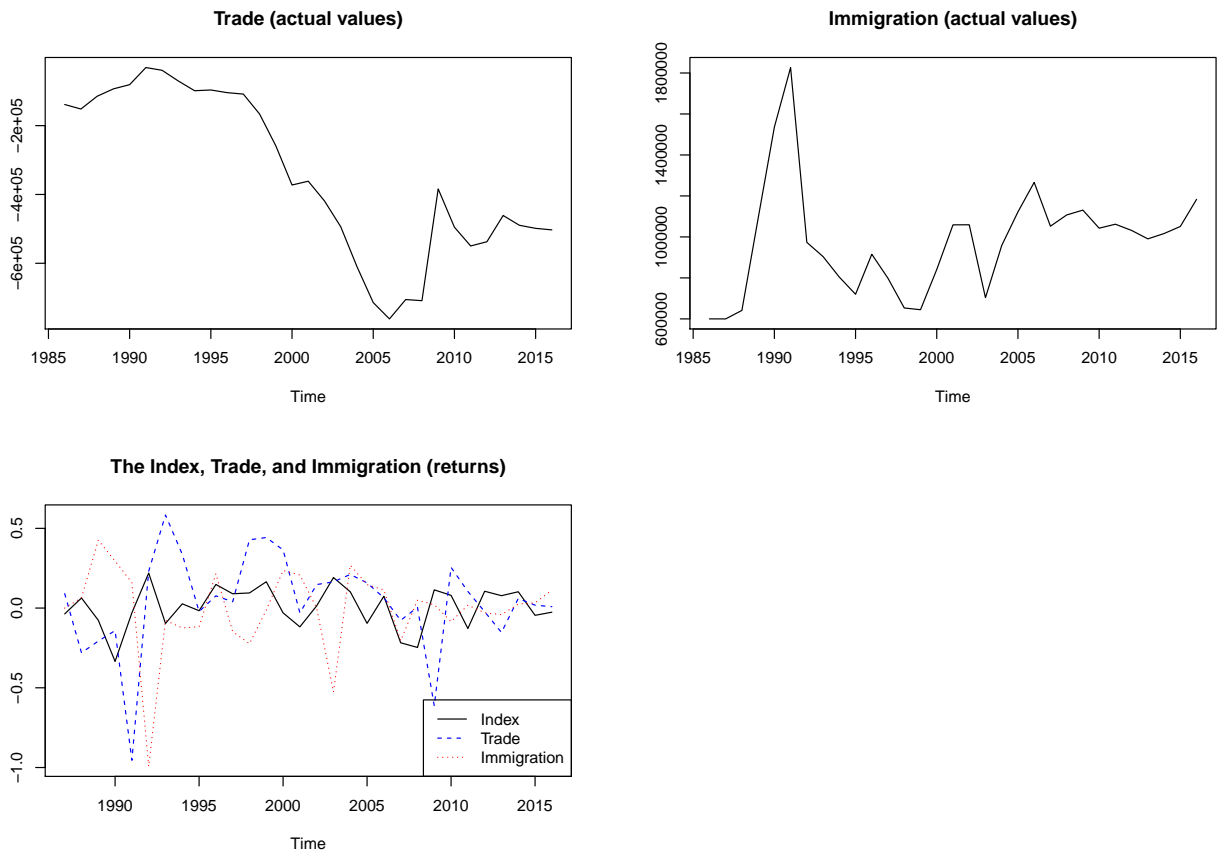 Trade (actual values)
-2e+05
-4e+05
-6e+05
1985 1990 1995 2000 2005 2010 2015
Time
Immigration (actual values)
1800000
1400000
1000000
600000
1985 1990 1995 2000 2005 2010 2015
Time
The Index, Trade, and Immigration (returns)
0.5
0.0
-0.5
-1.0
Index
Trade
Immigration
1990 1995 2000 2005 2010 2015
Time